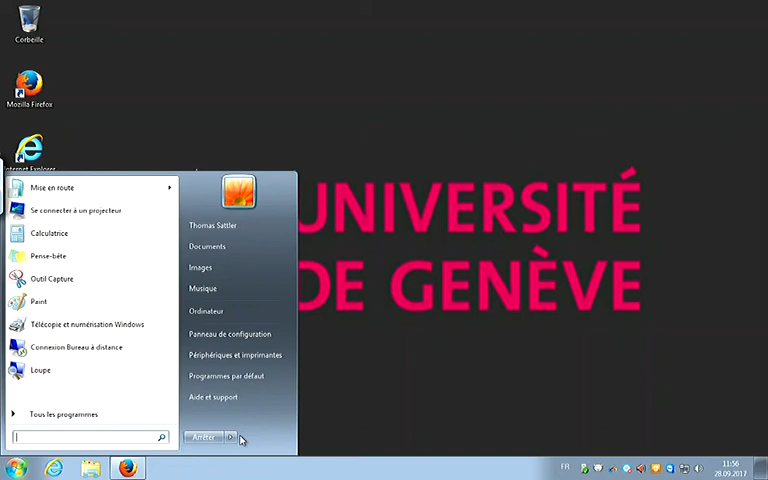 Corbeille
Mozilla Firefox
Internet Explorer
UNIVERSITÉ
DE GENÈVE
Mise en route
Se connecter à un projecteur
Calculatrice
Pense-bête
Outil Capture
Paint
Télécopie et numérisation Windows
Connexion Bureau à distance
Loupe
Tous les programmes
Thomas Sattler
Documents
Images
Musique
Ordinateur
Panneau de configuration
Périphériques et imprimantes
Programmes par défaut
Aide et support
Arrêter
FR
11:56
28.09.2017